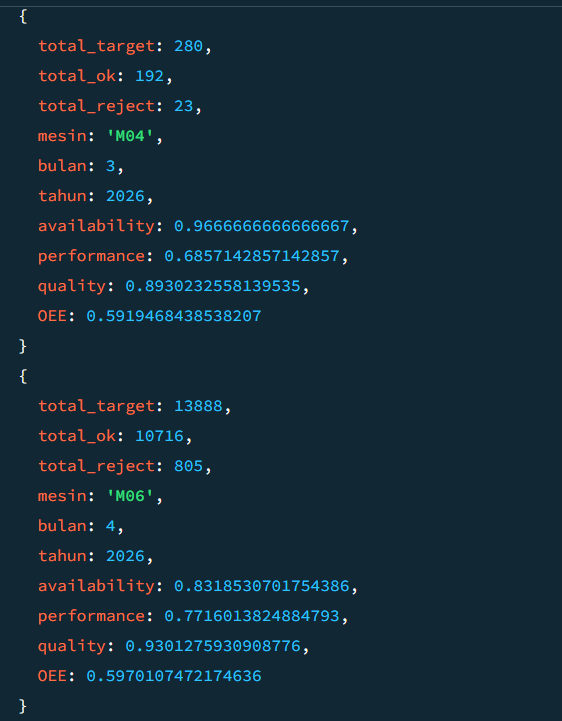 {
total_target: 280,
total_ok: 192,
total_reject: 23,
mesin: 'M04',
bulan: 3,
tahun: 2026,
availability: 0.9666666666666667,
performance: 0.6857142857142857,
quality: 0.8930232558139535,
OEE: 0.5919468438538207
}
{
total_target: 13888,
total_ok: 10716,
total_reject: 805,
mesin: 'M06',
bulan: 4,
tahun: 2026,
availability: 0.8318530701754386,
performance: 0.7716013824884793,
quality: 0.9301275930908776,
OEE: 0.5970107472174636
}